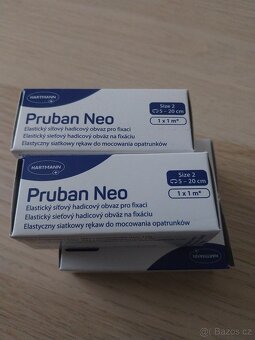 HARTMANN
Pruban Neo
Elastický síťový hadicový obvaz pro fixaci
Elastický sieťový hadicový obväz na fixáciu
Elastyczny siatkowy rękaw do mocowania opatrunków
Size 2
5 – 20 cm
1 x 1 m*
HARTMANN
Pruban Neo
Elastický síťový hadicový obvaz pro fixaci
Elastický sieťový hadicový obväz na fixáciu
Elastyczny siatkowy rękaw do mocowania opatrunków
Size 2
5 – 20 cm
1 x 1 m*
Bazoš.cz